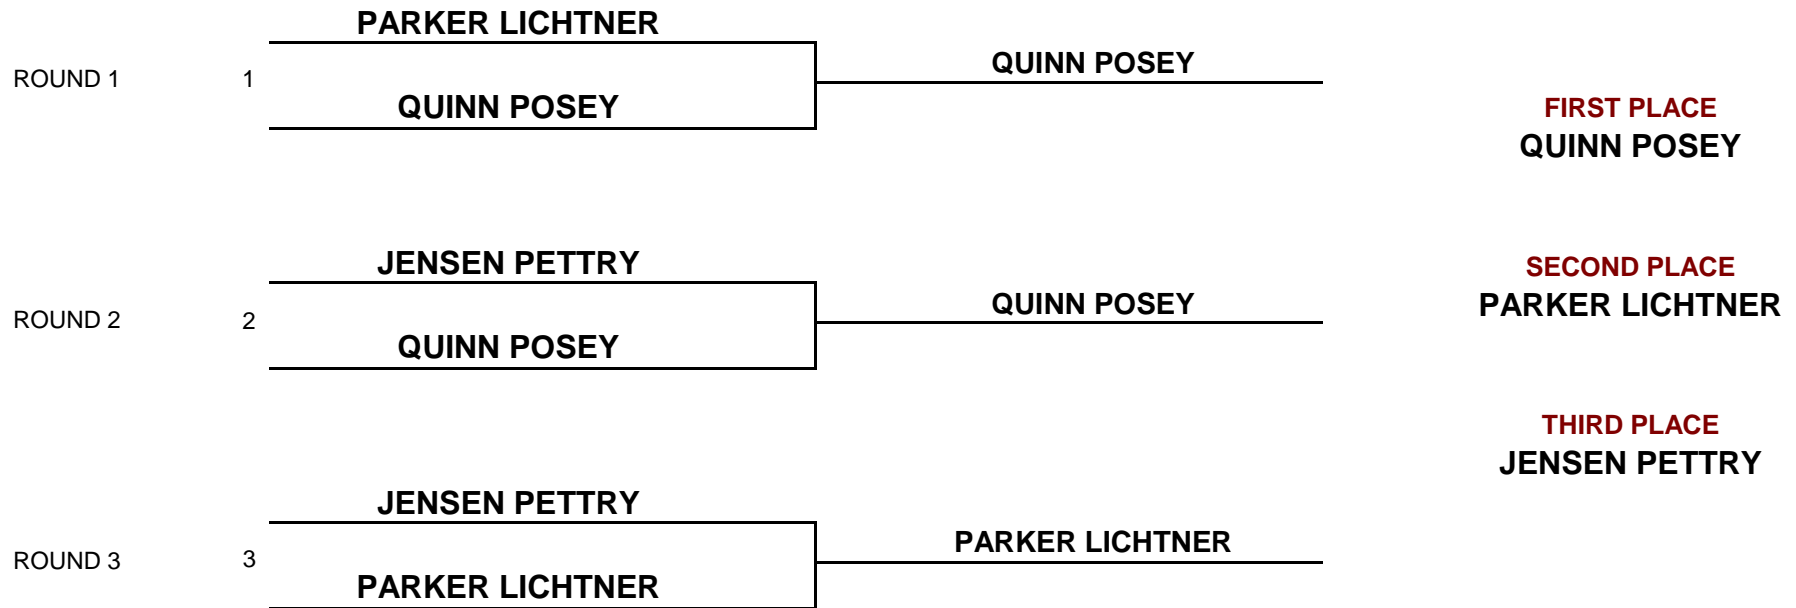 PARKER LICHTNER
ROUND 1
1
QUINN POSEY
QUINN POSEY
FIRST PLACE
QUINN POSEY
JENSEN PETTRY
ROUND 2
2
QUINN POSEY
QUINN POSEY
SECOND PLACE
PARKER LICHTNER
THIRD PLACE
JENSEN PETTRY
JENSEN PETTRY
ROUND 3
3
PARKER LICHTNER
PARKER LICHTNER